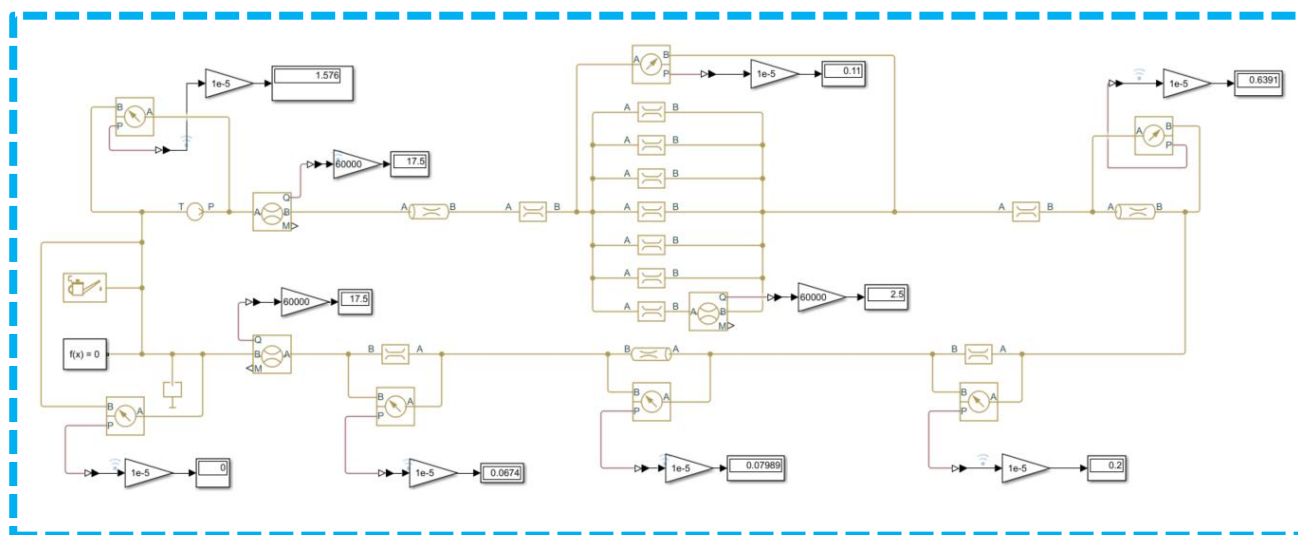 1.576
1e-5
B
A
P
60000
17.5
Q
T P
A
B
M
A B
A B
A
B
P
1e-5
0.11
A B
A B
A B
A B
A B
A B
A B
Q
A
B
M
60000
2.5
A B
A
B
P
1e-5
0.6391
A B
f(x) = 0
60000
17.5
Q
B
A
M
B A
B A
B A
B
A
P
1e-5
0
B
A
P
1e-5
0.0674
B
A
P
1e-5
0.07989
B
A
P
1e-5
0.2